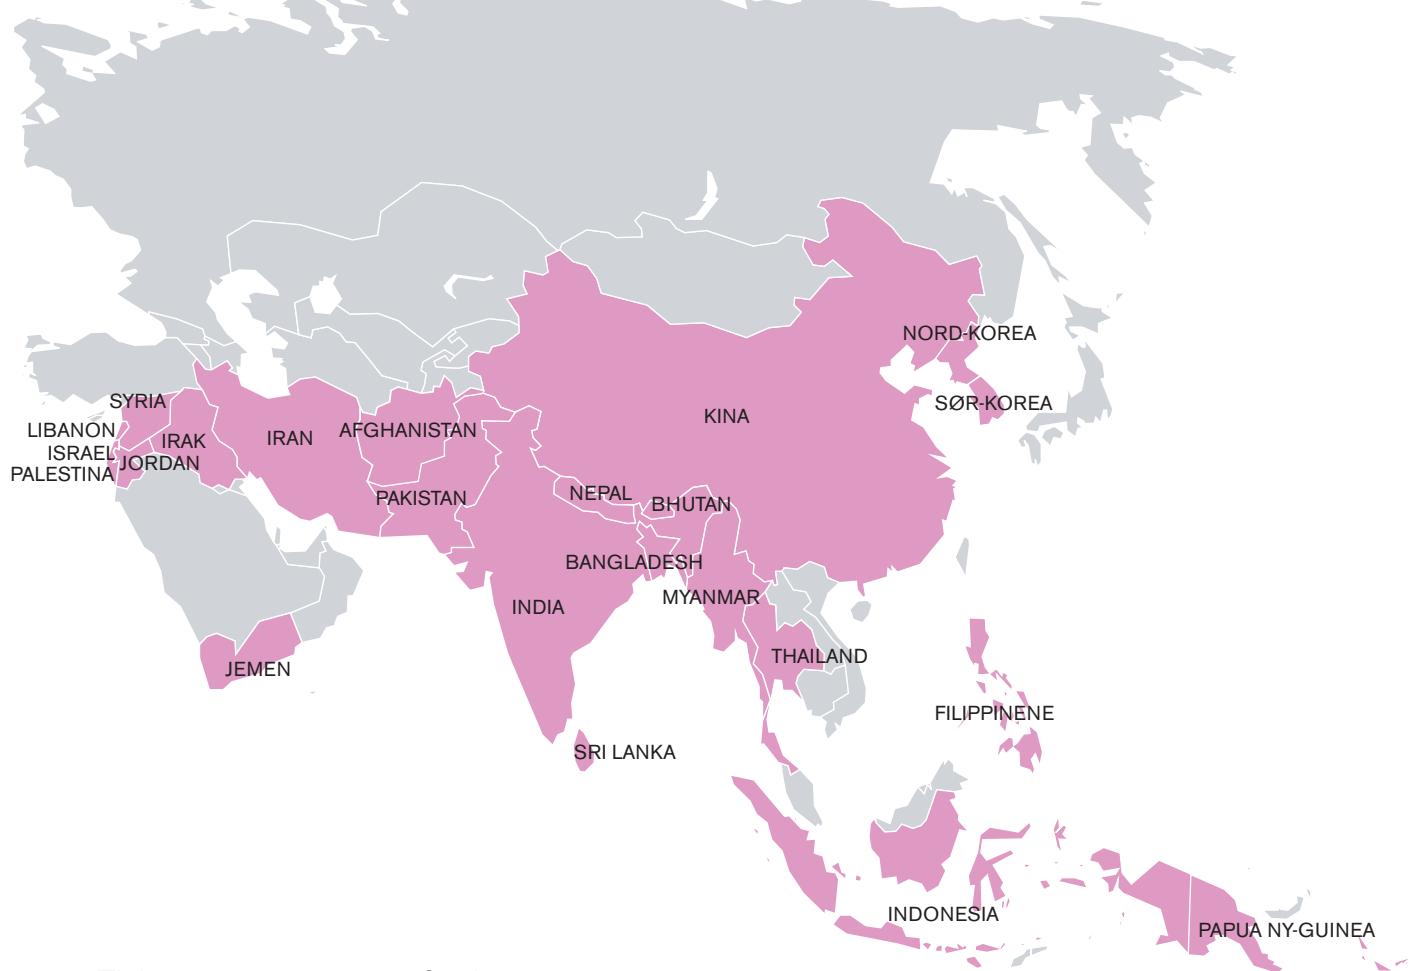 NORD-KOREA
SYRIA
SØR-KOREA
KINA
LIBANON
AFGHANISTAN
IRAN
IRAK
ISRAEL
JORDAN
PALESTINA
NEPAL
PAKISTAN
BHUTAN
BANGLADESH
MYANMAR
INDIA
THAILAND
JEMEN
FILIPPINENE
SRI LANKA
INDONESIA
PAPUA NY-GUINEA